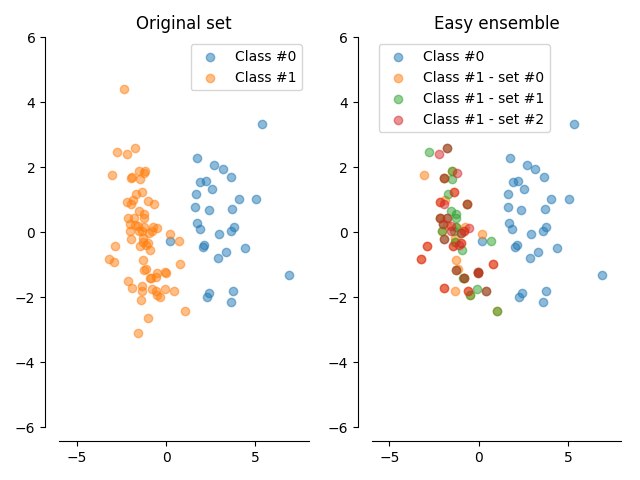 Original set
Class #0
Class #1
6
4
2
0
−2
−4
−6
−5
0
5
Easy ensemble
Class #0
Class #1 - set #0
Class #1 - set #1
Class #1 - set #2
6
4
2
0
−2
−4
−6
−5
0
5